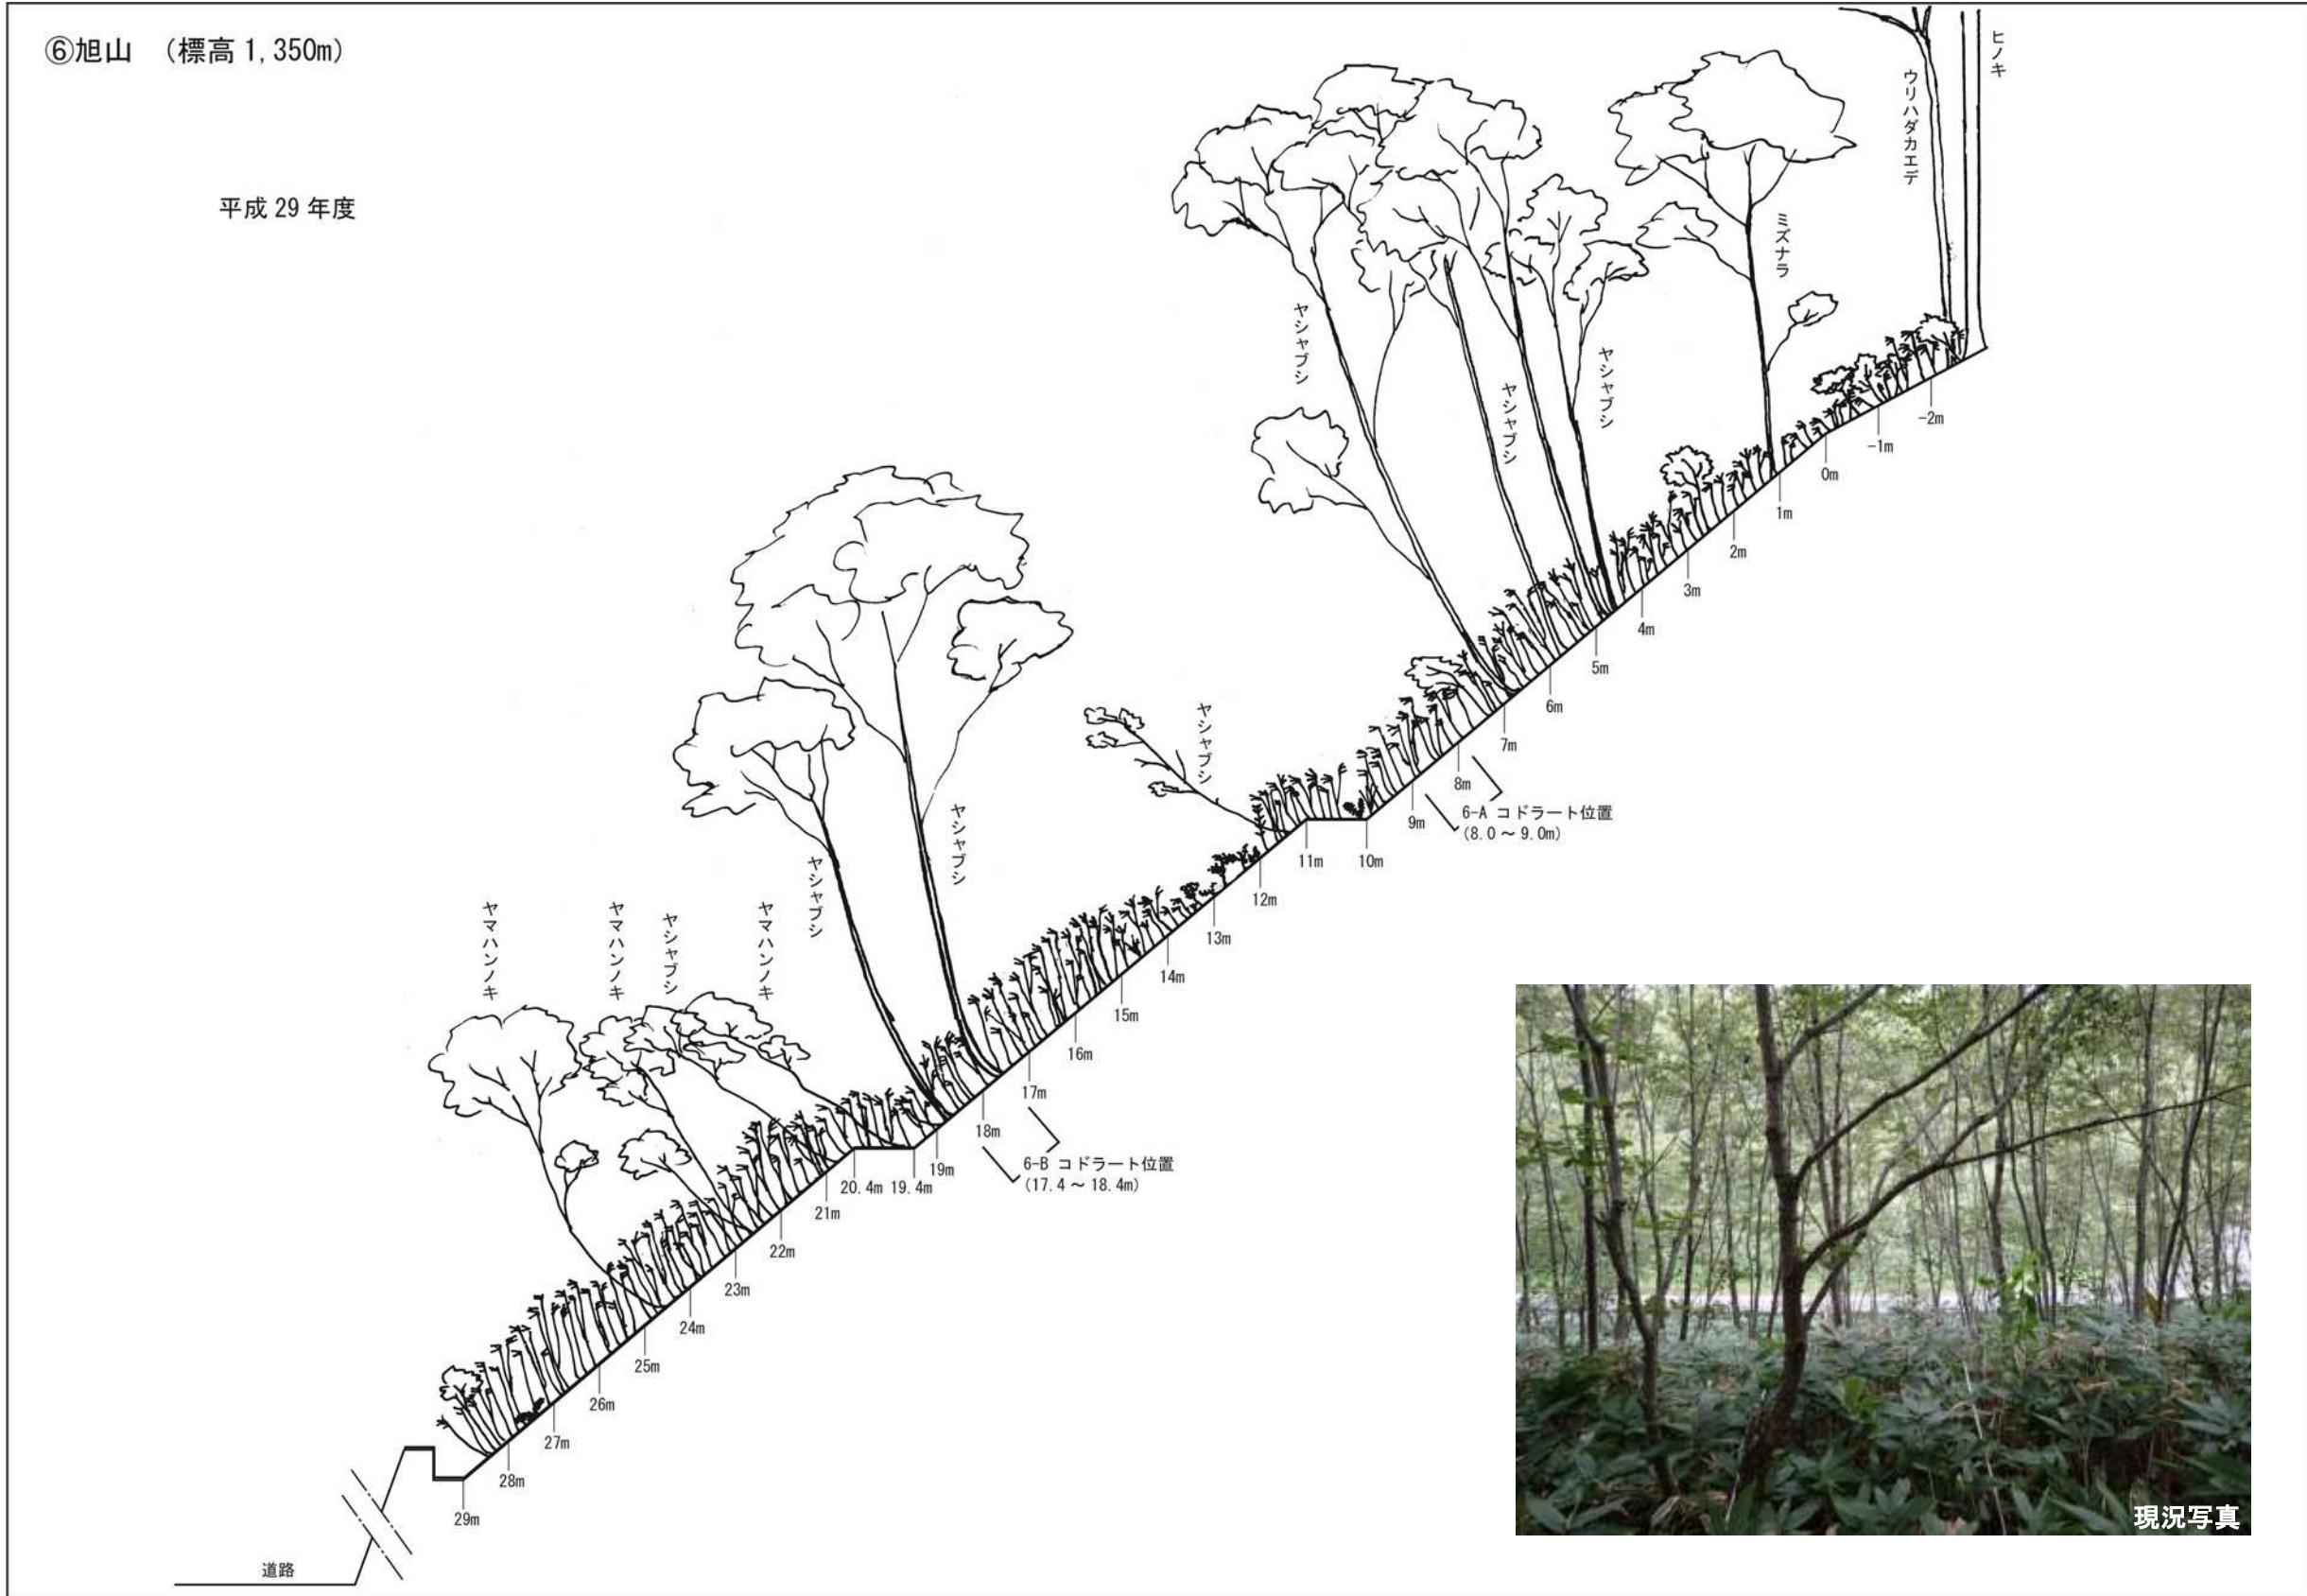 ⑥旭山 (標高1,350m)
平成29年度
ヒノキ
ウリハダカエデ
ミズナラ
ヤシャブシ
ヤシャブシ
ヤシャブシ
-2m
-1m
0m
1m
2m
3m
4m
5m
6m
7m
8m
9m
6-A コドラート位置
(8.0～9.0m)
10m
11m
ヤシャブシ
12m
13m
14m
15m
16m
17m
18m
6-B コドラート位置
(17.4～18.4m)
ヤシャブシ
ヤシャブシ
19m
19.4m
20.4m
ヤマハンノキ
ヤシャブシ
ヤマハンノキ
ヤマハンノキ
21m
22m
23m
24m
25m
26m
27m
28m
29m
道路
現況写真